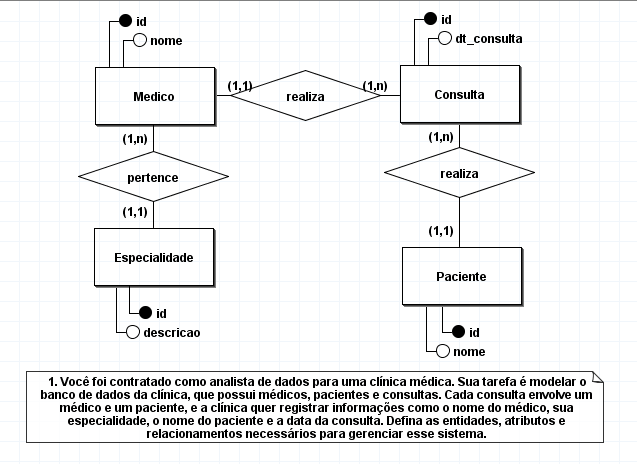 id
nome
id
dt_consulta
Medico
(1,1)
realiza
(1,n)
Consulta
(1,n)
(1,n)
pertence
realiza
(1,1)
(1,1)
Especialidade
Paciente
id
descricao
id
nome
1. Você foi contratado como analista de dados para uma clínica médica. Sua tarefa é modelar o
banco de dados da clínica, que possui médicos, pacientes e consultas. Cada consulta envolve um
médico e um paciente, e a clínica quer registrar informações como o nome do médico, sua
especialidade, o nome do paciente e a data da consulta. Defina as entidades, atributos e
relacionamentos necessários para gerenciar esse sistema.